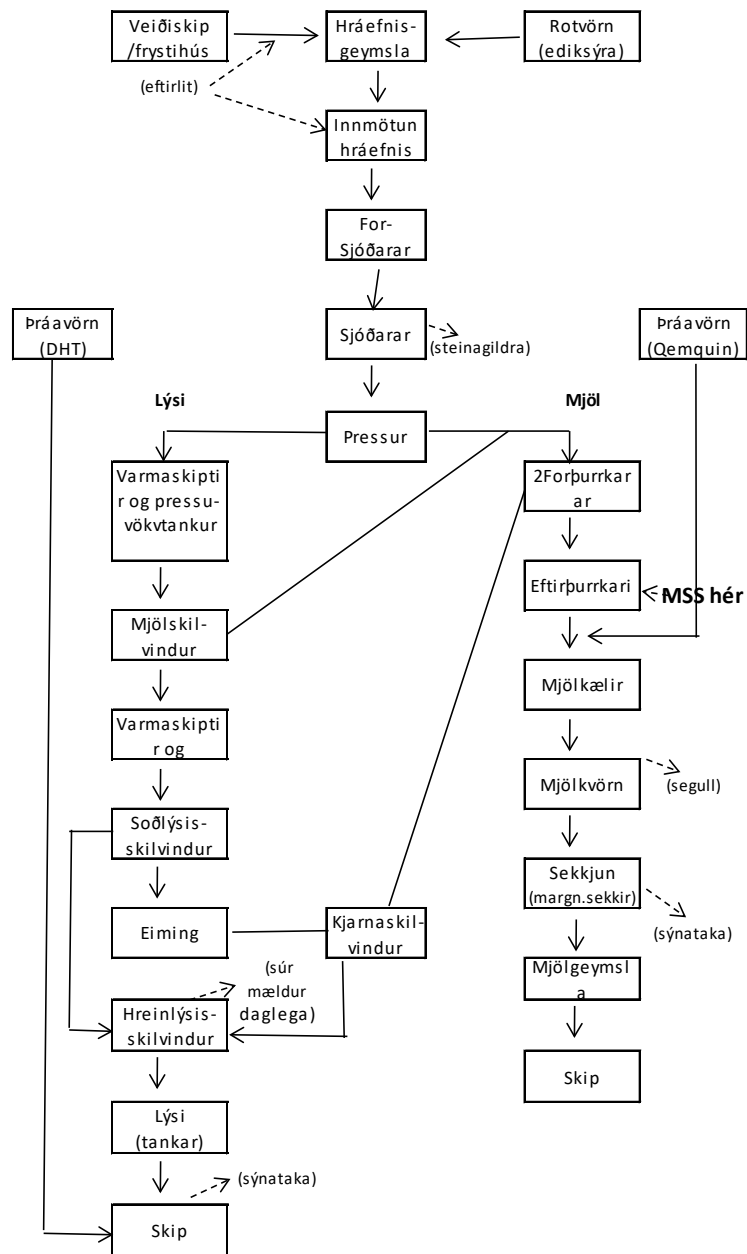 Veiðiskip
/frystihús
Hráefnis-
geymsla
Rotvörn
(ediksýra)
(eftirlit)
Innmötun
hráefnis
For-
Sjóðarar
Þráavörn
(DHT)
Sjóðarar
(steinagildra)
Þráavörn
(Qemquin)
Lýsi
Mjöl
Pressur
Varmaskipti
r og pressu-
vökvtankur
2Forþurrkar
ar
Eftirþurrkari
MSS hér
Mjölskil-
vindur
Mjölkælir
Varmaskipti
r og
Mjölkvörn
(segull)
Soðlýsis-
skilvindur
Sekkjun
(margn.sekkir)
(sýnataka)
Eiming
Kjarnaskil-
vindur
Mjölgeymsl
a
(súr
mældur
daglega)
Hreinlýsis-
skilvindur
Skip
Lýsi
(tankar)
(sýnataka)
Skip